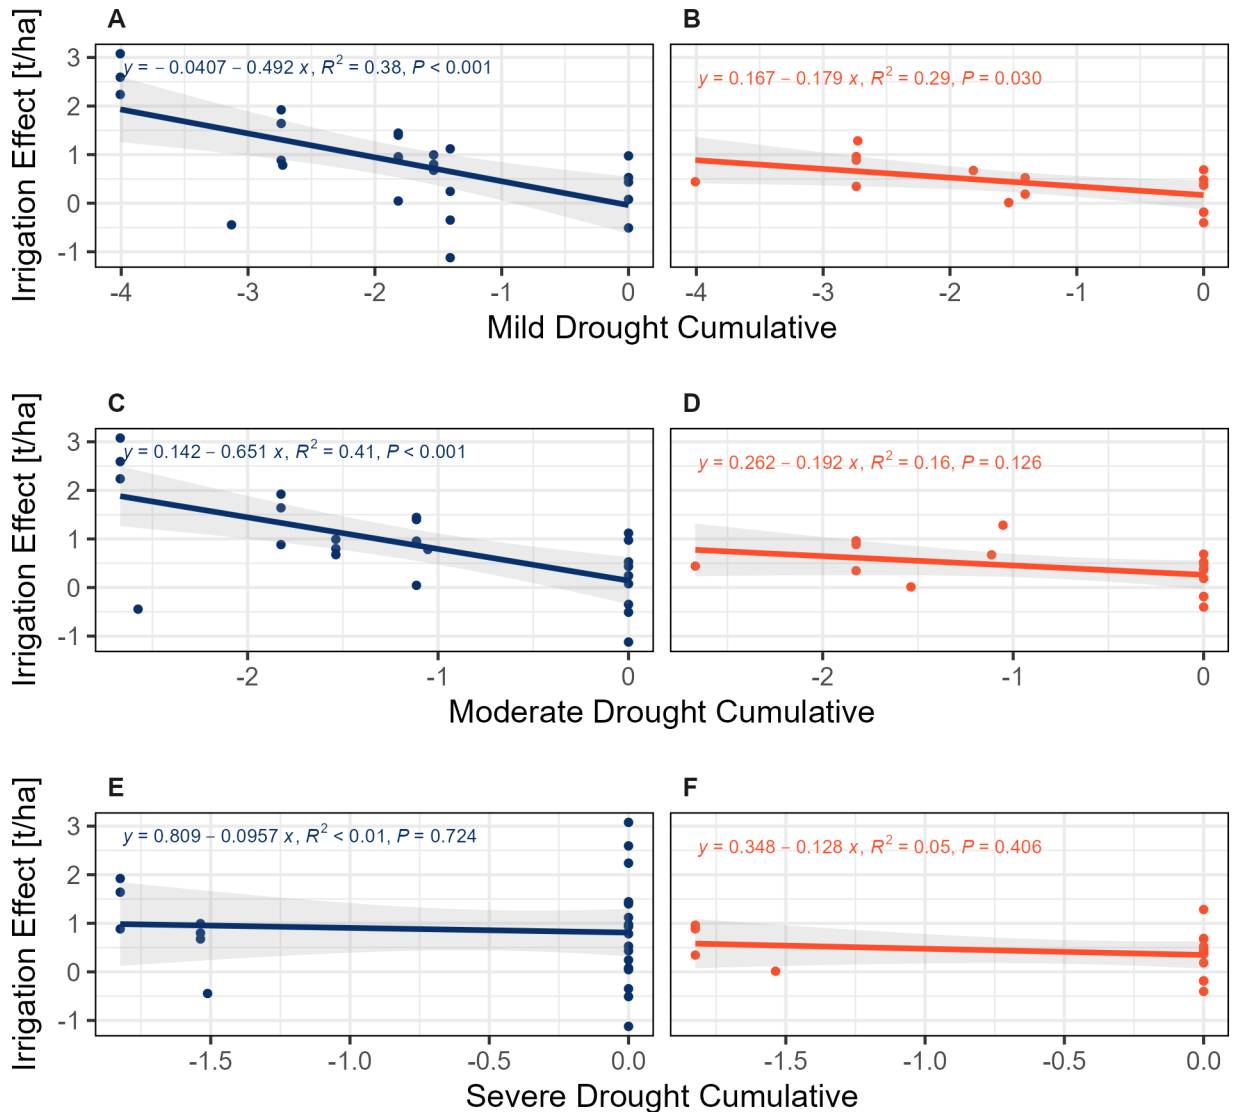 A B
Irrigation Effect [t/ha]
y = − 0.0407 − 0.492 x, R² = 0.38, P < 0.001
y = 0.167 − 0.179 x, R² = 0.29, P = 0.030
3
2
1
0
-1
-4 -3 -2 -1 0 -4 -3 -2 -1 0
Mild Drought Cumulative
C D
Irrigation Effect [t/ha]
y = 0.142 − 0.651 x, R² = 0.41, P < 0.001
y = 0.262 − 0.192 x, R² = 0.16, P = 0.126
3
2
1
0
-1
-2 -1 0 -2 -1 0
Moderate Drought Cumulative
E F
Irrigation Effect [t/ha]
y = 0.809 − 0.0957 x, R² < 0.01, P = 0.724
y = 0.348 − 0.128 x, R² = 0.05, P = 0.406
3
2
1
0
-1
-1.5 -1.0 -0.5 0.0 -1.5 -1.0 -0.5 0.0
Severe Drought Cumulative